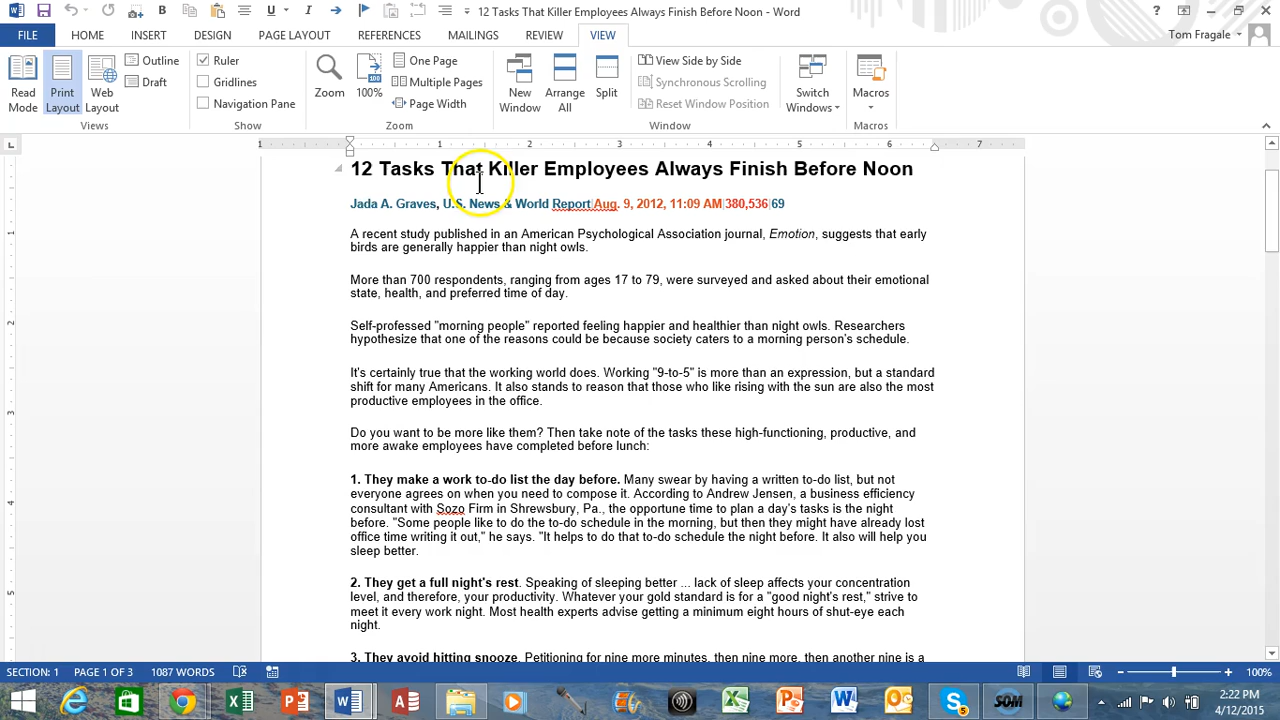 12 Tasks That Killer Employees Always Finish Before Noon - Word
FILE HOME INSERT DESIGN PAGE LAYOUT REFERENCES MAILINGS REVIEW VIEW Tom Fragale
Read Mode
Print Layout
Web Layout
Outline
Draft
Views
Ruler
Gridlines
Navigation Pane
Show
Zoom
100%
One Page
Multiple Pages
Page Width
Zoom
New Window
Arrange All
Split
View Side by Side
Synchronous Scrolling
Reset Window Position
Window
Switch Windows
Macros
Macros
1 1 2 3 4 5 6 7
12 Tasks That Killer Employees Always Finish Before Noon
Jada A. Graves, U.S. News & World Report|Aug. 9, 2012, 11:09 AM|380,536|69
A recent study published in an American Psychological Association journal, Emotion, suggests that early
birds are generally happier than night owls.
More than 700 respondents, ranging from ages 17 to 79, were surveyed and asked about their emotional
state, health, and preferred time of day.
Self-professed "morning people" reported feeling happier and healthier than night owls. Researchers
hypothesize that one of the reasons could be because society caters to a morning person's schedule.
It's certainly true that the working world does. Working "9-to-5" is more than an expression, but a standard
shift for many Americans. It also stands to reason that those who like rising with the sun are also the most
productive employees in the office.
Do you want to be more like them? Then take note of the tasks these high-functioning, productive, and
more awake employees have completed before lunch:
1. They make a work to-do list the day before. Many swear by having a written to-do list, but not
everyone agrees on when you need to compose it. According to Andrew Jensen, a business efficiency
consultant with Sozo Firm in Shrewsbury, Pa., the opportune time to plan a day's tasks is the night
before. "Some people like to do the to-do schedule in the morning, but then they might have already lost
office time writing it out," he says. "It helps to do that to-do schedule the night before. It also will help you
sleep better.
2. They get a full night's rest. Speaking of sleeping better ... lack of sleep affects your concentration
level, and therefore, your productivity. Whatever your gold standard is for a "good night's rest," strive to
meet it every work night. Most health experts advise getting a minimum eight hours of shut-eye each
night.
3. They avoid hitting snooze. Petitioning for nine more minutes, then nine more, then another nine is a
SECTION: 1 PAGE 1 OF 3 1087 WORDS 100%
2:22 PM
4/12/2015